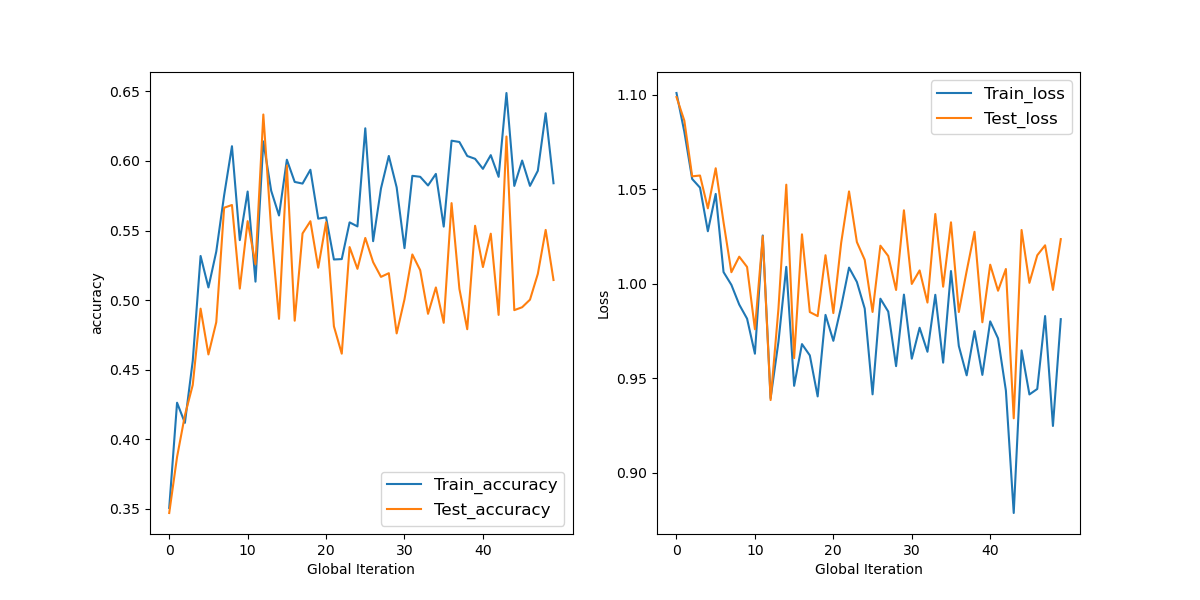 accuracy
0.65
0.60
0.55
0.50
0.45
0.40
0.35
0
10
20
30
40
Global Iteration
Train_accuracy
Test_accuracy
Loss
1.10
1.05
1.00
0.95
0.90
0
10
20
30
40
Global Iteration
Train_loss
Test_loss